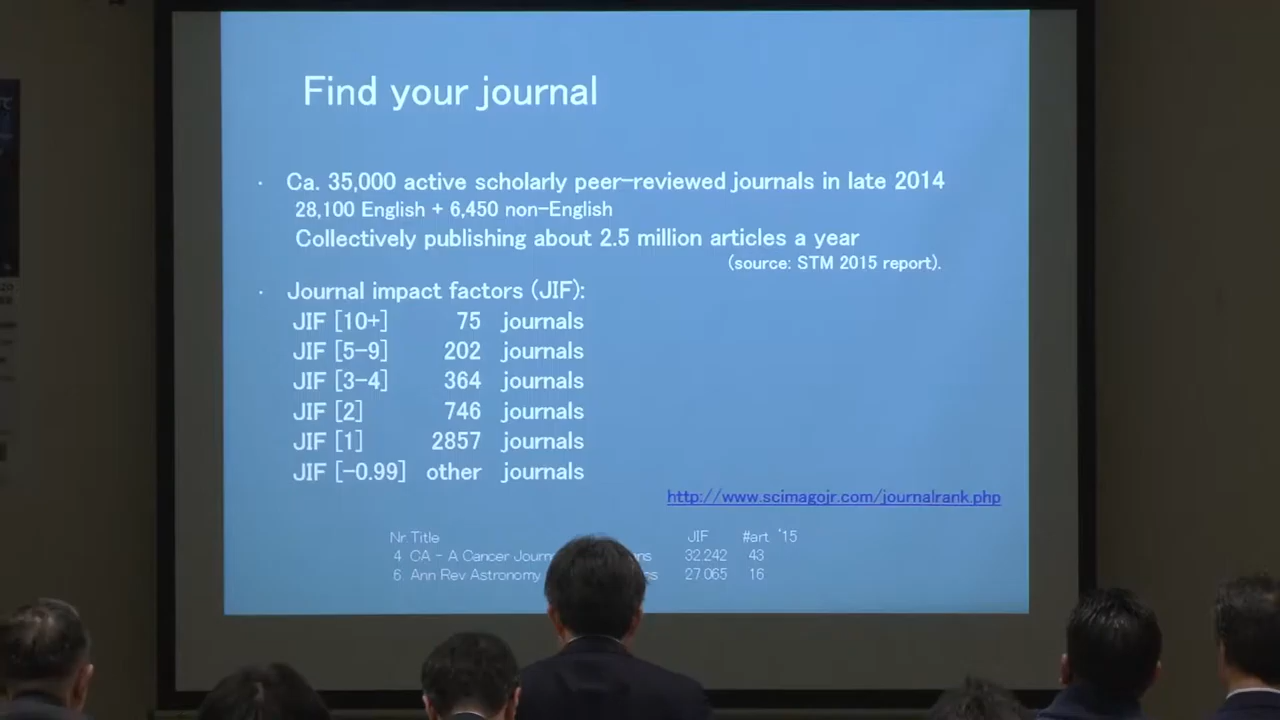 Find your journal
· Ca. 35,000 active scholarly peer-reviewed journals in late 2014
28,100 English + 6,450 non-English
Collectively publishing about 2.5 million articles a year
(source: STM 2015 report).
· Journal impact factors (JIF):
JIF [10+] 75 journals
JIF [5-9] 202 journals
JIF [3-4] 364 journals
JIF [2] 746 journals
JIF [1] 2857 journals
JIF [-0.99] other journals
http://www.scimagojr.com/journalrank.php
Nr Title JIF #art '15
4 CA - A Cancer 32.242 43
6. Ann Rev Astronomy 27 065 16